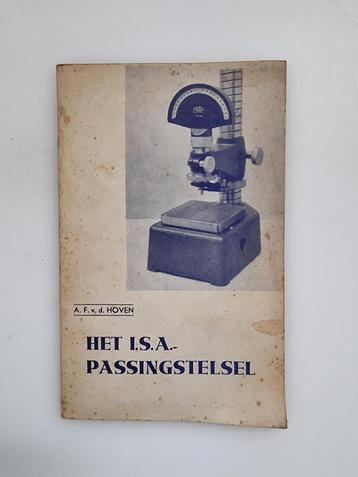 A. F. v. d. HOVEN
HET I.S.A.-
PASSINGSTELSEL